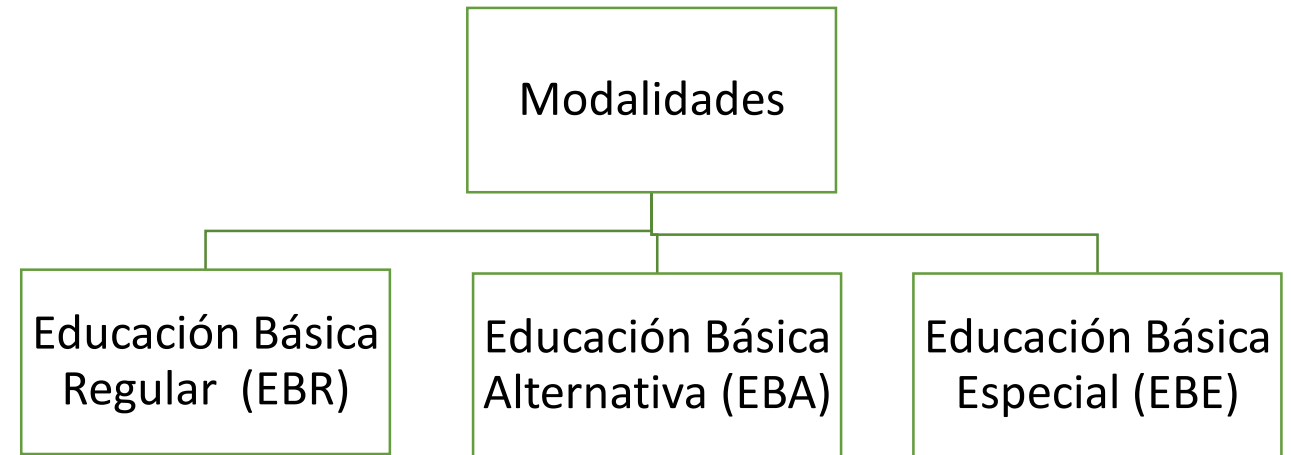 Modalidades
Educación Básica
Regular  (EBR)
Educación Básica
Alternativa (EBA)
Educación Básica
Especial (EBE)